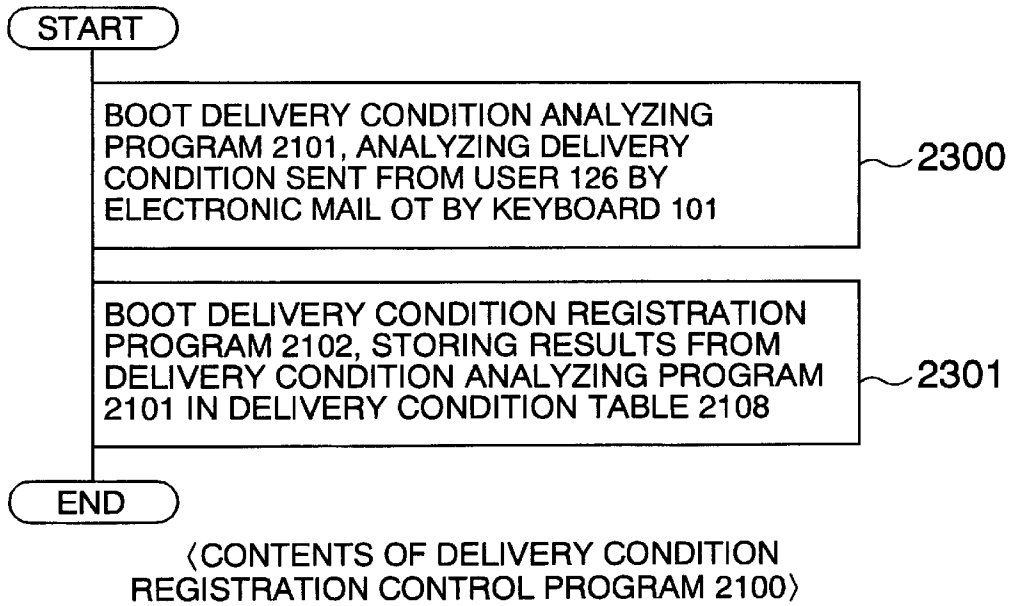 START
BOOT DELIVERY CONDITION ANALYZING
PROGRAM 2101, ANALYZING DELIVERY
CONDITION SENT FROM USER 126 BY
ELECTRONIC MAIL OT BY KEYBOARD 101
2300
BOOT DELIVERY CONDITION REGISTRATION
PROGRAM 2102, STORING RESULTS FROM
DELIVERY CONDITION ANALYZING PROGRAM
2101 IN DELIVERY CONDITION TABLE 2108
2301
END
〈CONTENTS OF DELIVERY CONDITION
REGISTRATION CONTROL PROGRAM 2100〉